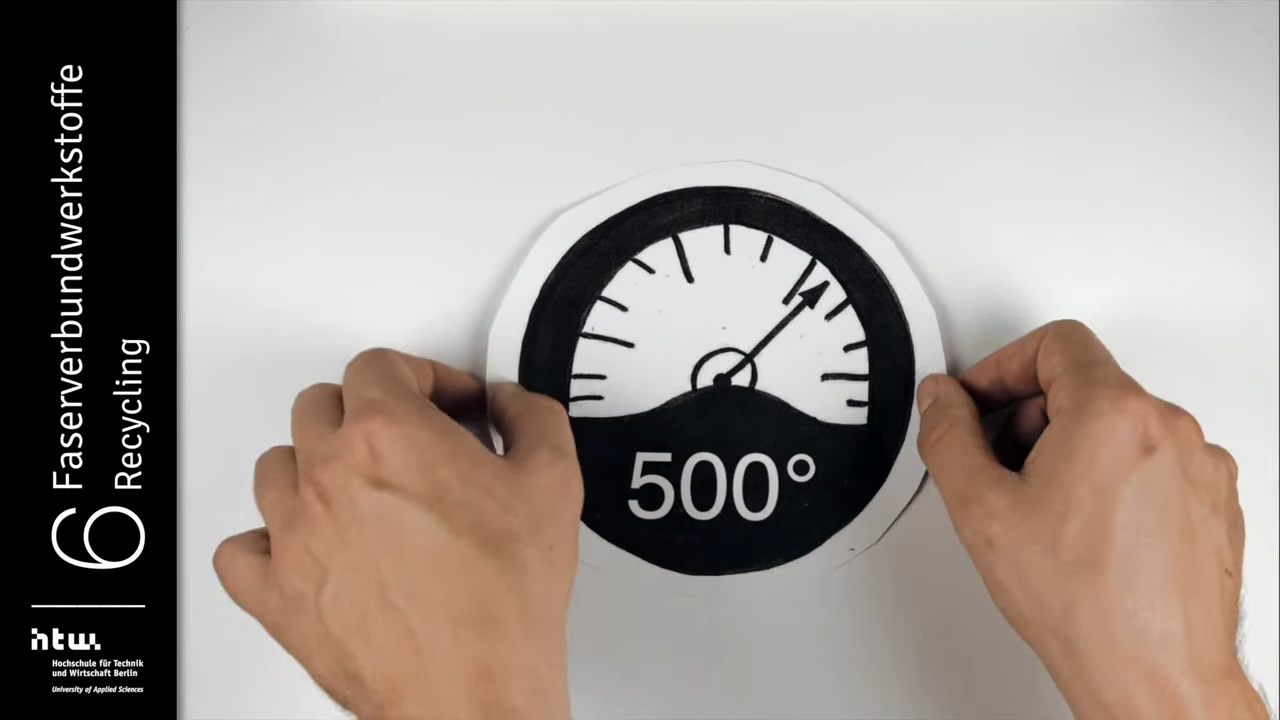 6 Faserverbundwerkstoffe
Recycling
htw.
Hochschule für Technik
und Wirtschaft Berlin
University of Applied Sciences
500°